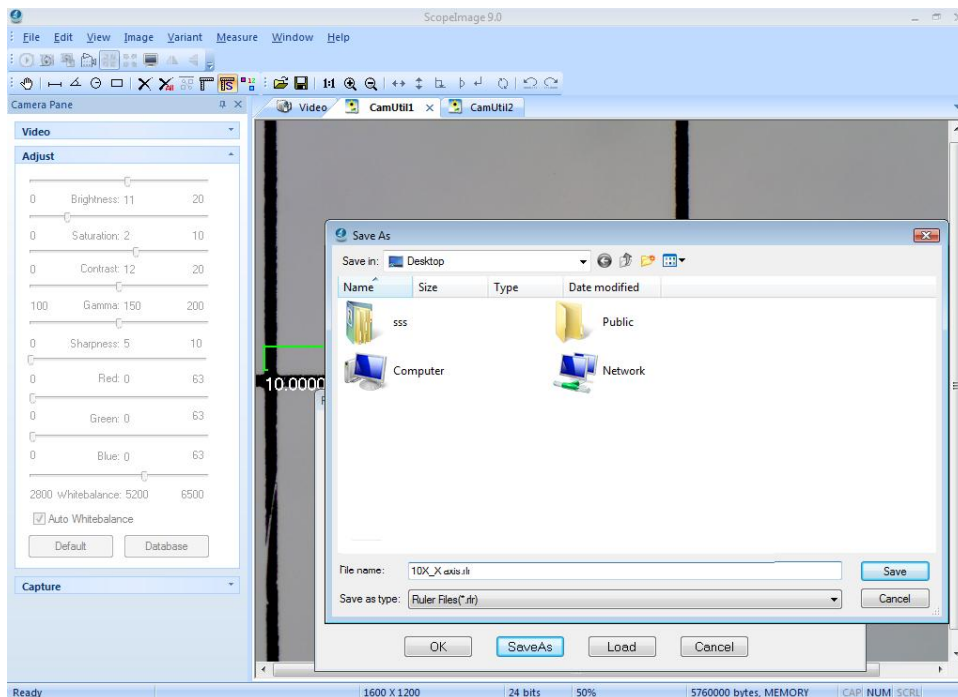 ScopeImage 9.0
File Edit View Image Variant Measure Window Help
1:1
Camera Pane
Video CamUtil1 CamUtil2
Video
Adjust
0 Brightness: 11 20
0 Saturation: 2 10
0 Contrast: 12 20
100 Gamma: 150 200
0 Sharpness: 5 10
0 Red: 0 63
0 Green: 0 63
0 Blue: 0 63
2800 Whitebalance: 5200 6500
Auto Whitebalance
Default Database
Capture
10.0000
Save As
Save in: Desktop
Name Size Type Date modified
sss Public
Computer Network
File name: 10X_X axis.rlr Save
Save as type: Ruler Files(*.rlr) Cancel
OK SaveAs Load Cancel
Ready 1600 X 1200 24 bits 50% 5760000 bytes, MEMORY CAP NUM SCRL